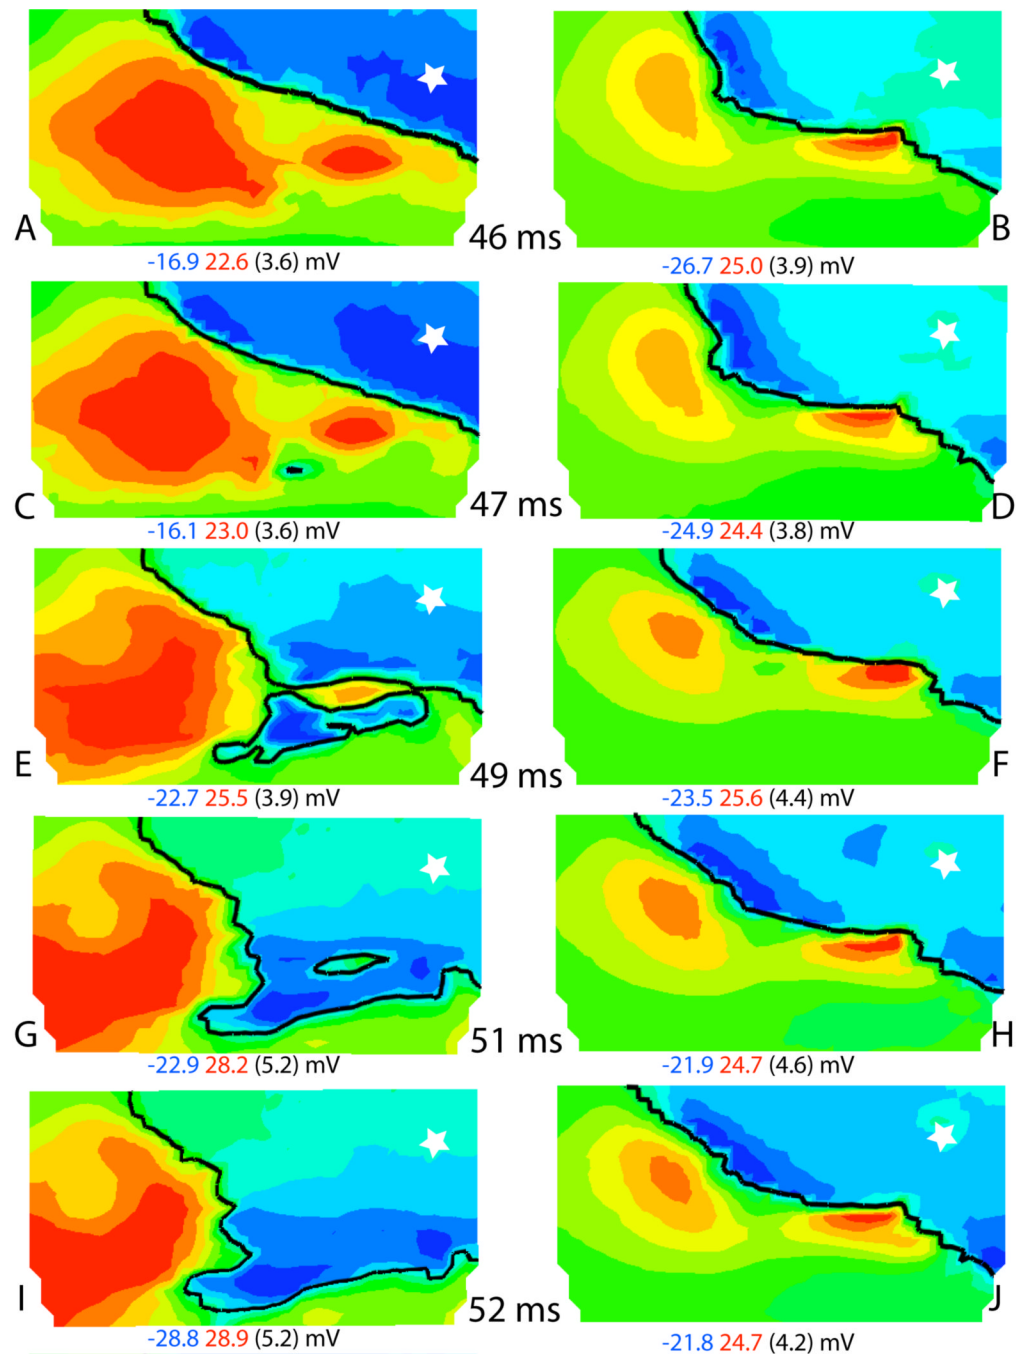 A 46 ms B
-16.9 22.6 (3.6) mV -26.7 25.0 (3.9) mV
C 47 ms D
-16.1 23.0 (3.6) mV -24.9 24.4 (3.8) mV
E 49 ms F
-22.7 25.5 (3.9) mV -23.5 25.6 (4.4) mV
G 51 ms H
-22.9 28.2 (5.2) mV -21.9 24.7 (4.6) mV
I 52 ms J
-28.8 28.9 (5.2) mV -21.8 24.7 (4.2) mV